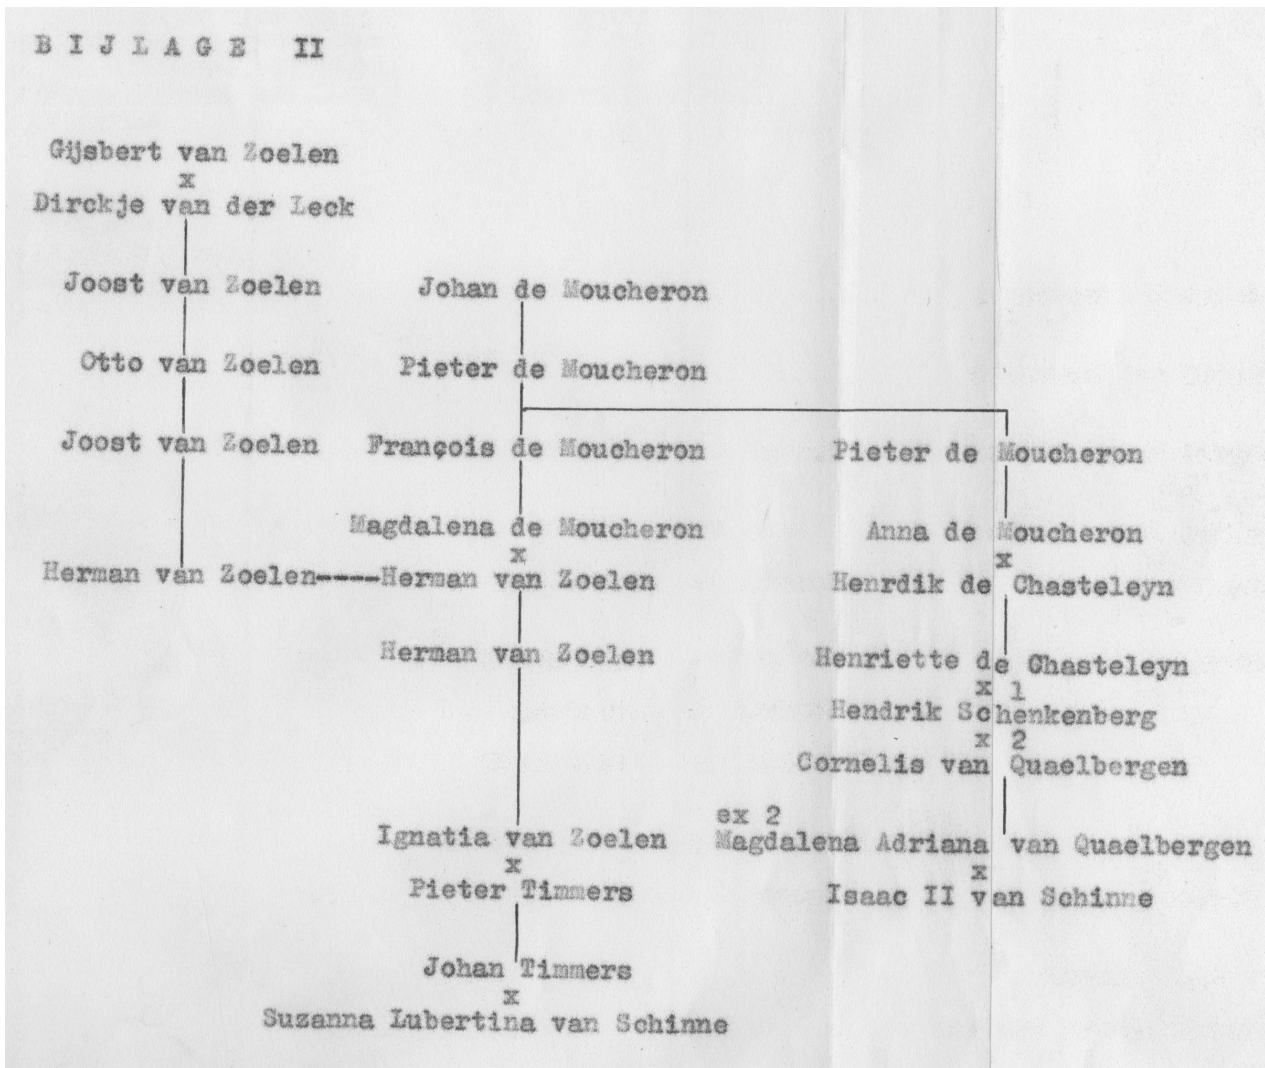 BIJLAGE II
Gijsbert van Zoelen
x
Dirckje van der Leck
Joost van Zoelen
Johan de Moucheron
Otto van Zoelen
Pieter de Moucheron
Joost van Zoelen
François de Moucheron
Pieter de Moucheron
Magdalena de Moucheron
Anna de Moucheron
x
x
Herman van Zoelen----Herman van Zoelen
Henrdik de Chasteleyn
Herman van Zoelen
Henriette de Chasteleyn
x 1
Hendrik Schenkenberg
x 2
Cornelis van Quaelbergen
ex 2
Ignatia van Zoelen
Magdalena Adriana van Quaelbergen
x
x
Pieter Timmers
Isaac II van Schinne
Johan Timmers
x
Suzanna Lubertina van Schinne